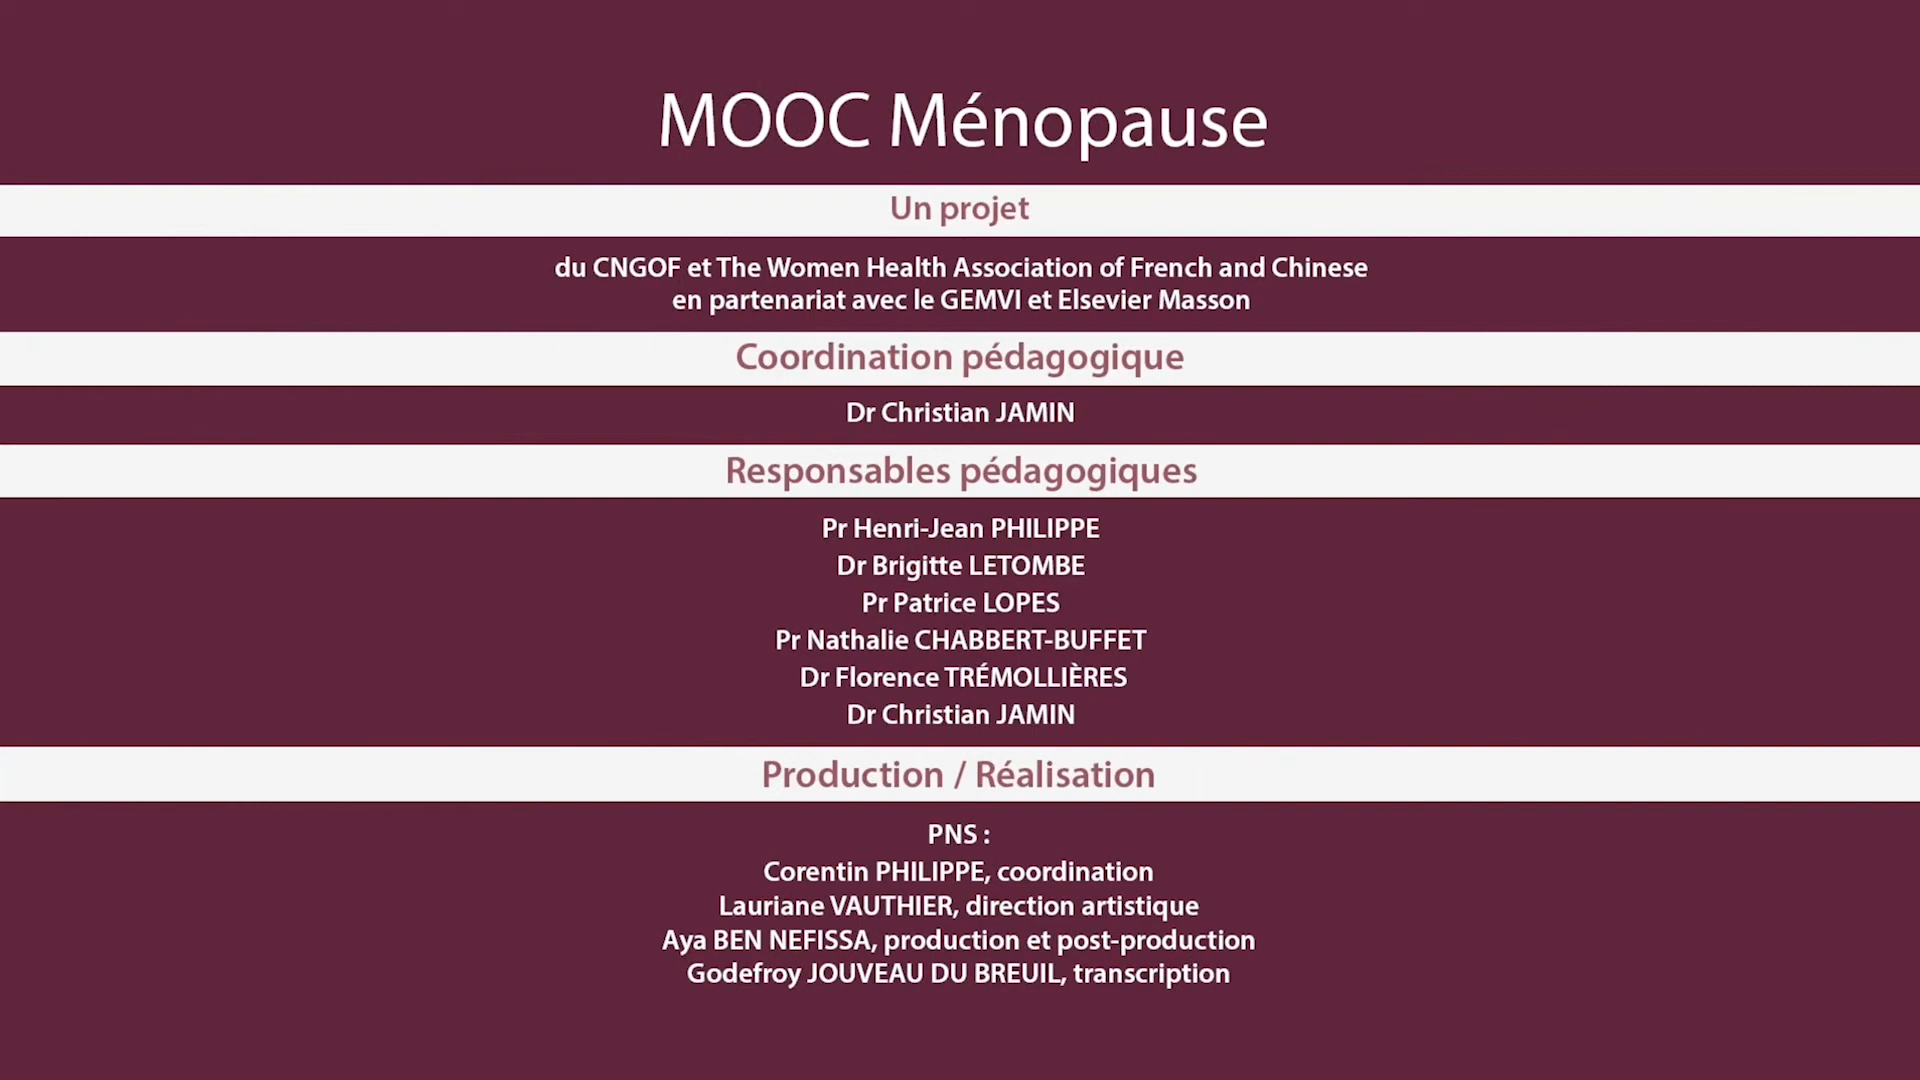 MOOC Ménopause
Un projet
du CNGOF et The Women Health Association of French and Chinese
en partenariat avec le GEMVI et Elsevier Masson
Coordination pédagogique
Dr Christian JAMIN
Responsables pédagogiques
Pr Henri-Jean PHILIPPE
Dr Brigitte LETOMBE
Pr Patrice LOPES
Pr Nathalie CHABBERT-BUFFET
Dr Florence TRÉMOLLIÈRES
Dr Christian JAMIN
Production / Réalisation
PNS :
Corentin PHILIPPE, coordination
Lauriane VAUTHIER, direction artistique
Aya BEN NEFISSA, production et post-production
Godefroy JOUVEAU DU BREUIL, transcription